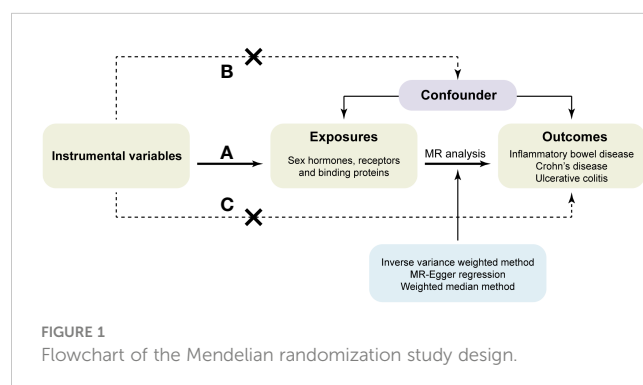 B
Confounder
Instrumental variables
A
Exposures
Sex hormones, receptors
and binding proteins
MR analysis
Outcomes
Inflammatory bowel disease
Crohn's disease
Ulcerative colitis
C
Inverse variance weighted method
MR-Egger regression
Weighted median method
FIGURE 1
Flowchart of the Mendelian randomization study design.